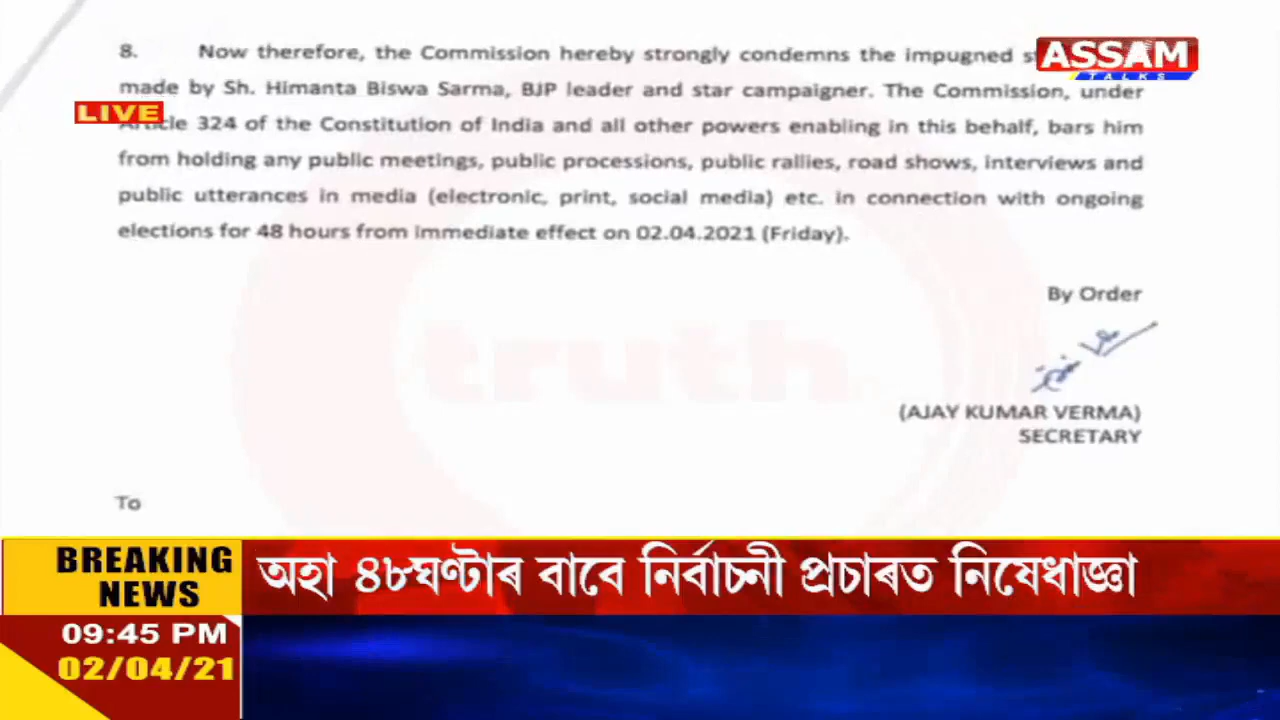 8. Now therefore, the Commission hereby strongly condemns the impugned
ASSAM
TALKS
made by Sh. Himanta Biswa Sarma, BJP leader and star campaigner. The Commission, under
LIVE
Article 324 of the Constitution of India and all other powers enabling in this behalf, bars him
from holding any public meetings, public processions, public rallies, road shows, interviews and
public utterances in media (electronic, print, social media) etc. in connection with ongoing
elections for 48 hours from immediate effect on 02.04.2021 (Friday).
By Order
truth
(AJAY KUMAR VERMA)
SECRETARY
To
BREAKING
NEWS
অহা ৪৮ঘণ্টাৰ বাবে নিৰ্বাচনী প্ৰচাৰত নিষেধাজ্ঞা
09:45 PM
02/04/21